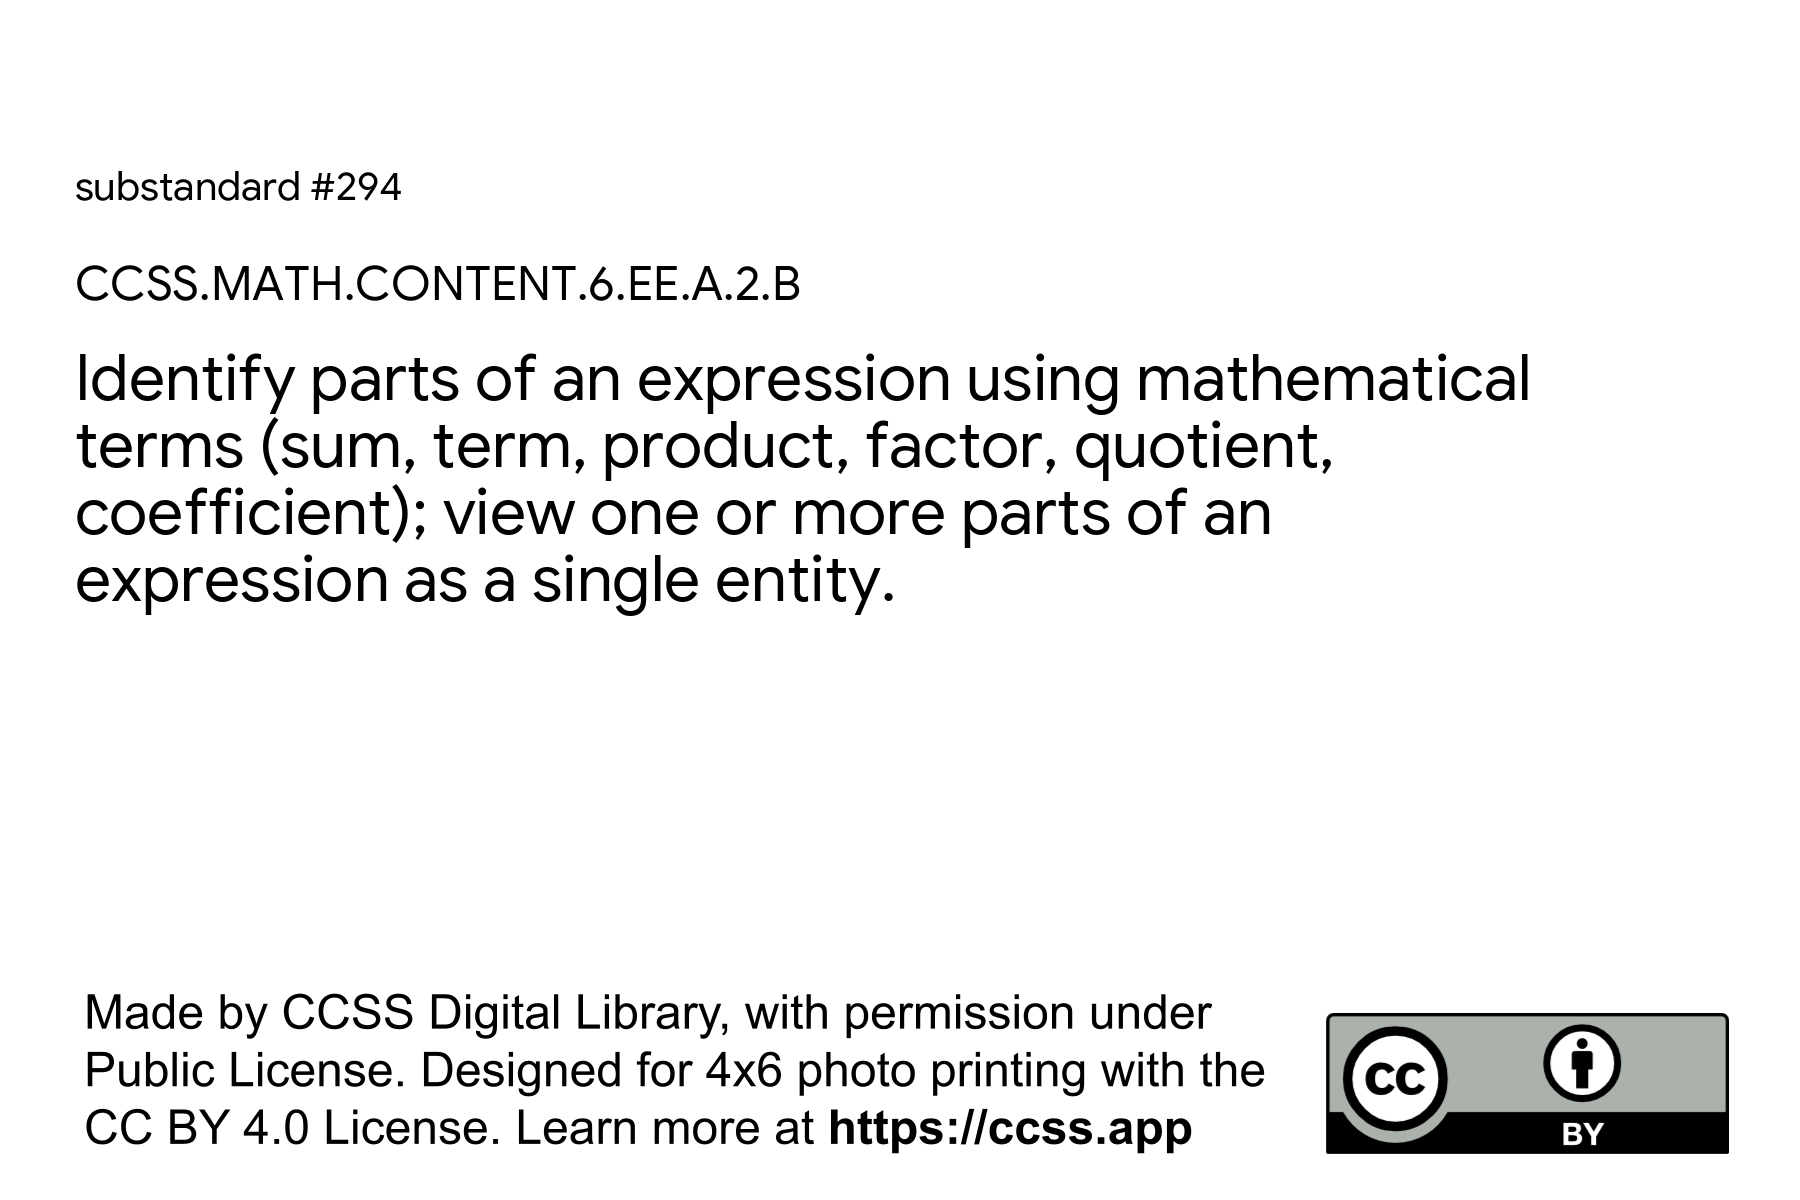 substandard #294
CCSS.MATH.CONTENT.6.EE.A.2.B
Identify parts of an expression using mathematical
terms (sum, term, product, factor, quotient,
coefficient); view one or more parts of an
expression as a single entity.
Made by CCSS Digital Library, with permission under
Public License. Designed for 4x6 photo printing with the
CC BY 4.0 License. Learn more at https://ccss.app
CC
BY